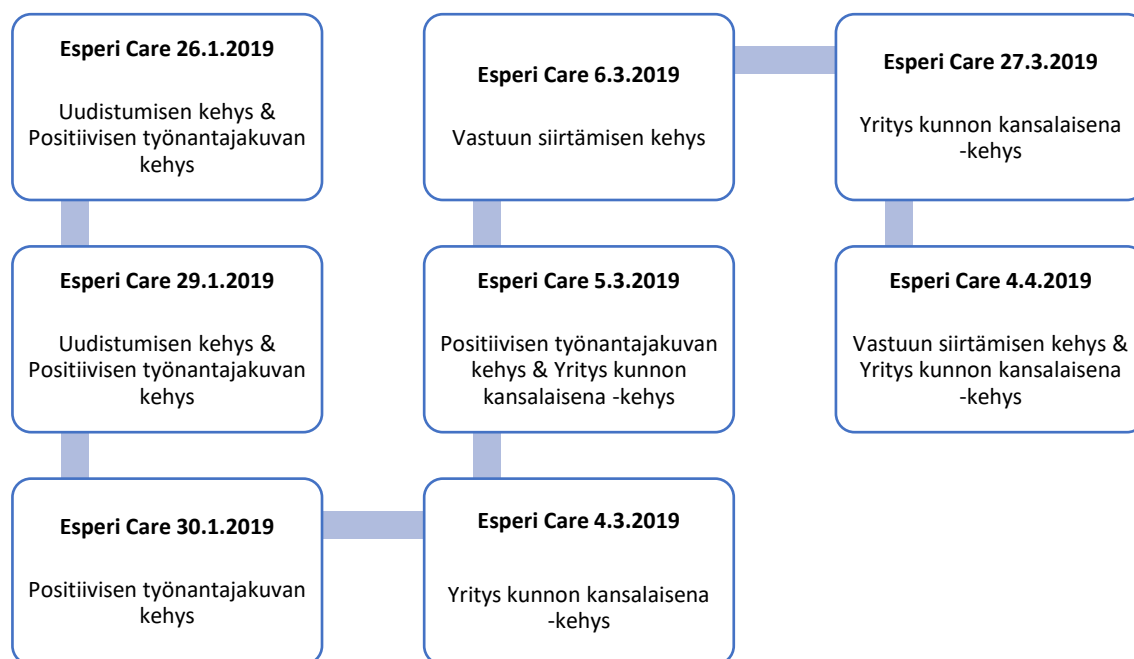 Esperi Care 26.1.2019
Uudistumisen kehys &
Positiivisen työnantajakuvan
kehys
Esperi Care 29.1.2019
Uudistumisen kehys &
Positiivisen työnantajakuvan
kehys
Esperi Care 30.1.2019
Positiivisen työnantajakuvan
kehys
Esperi Care 4.3.2019
Yritys kunnon kansalaisena
-kehys
Esperi Care 5.3.2019
Positiivisen työnantajakuvan
kehys & Yritys kunnon
kansalaisena -kehys
Esperi Care 6.3.2019
Vastuun siirtämisen kehys
Esperi Care 27.3.2019
Yritys kunnon kansalaisena
-kehys
Esperi Care 4.4.2019
Vastuun siirtämisen kehys &
Yritys kunnon kansalaisena
-kehys